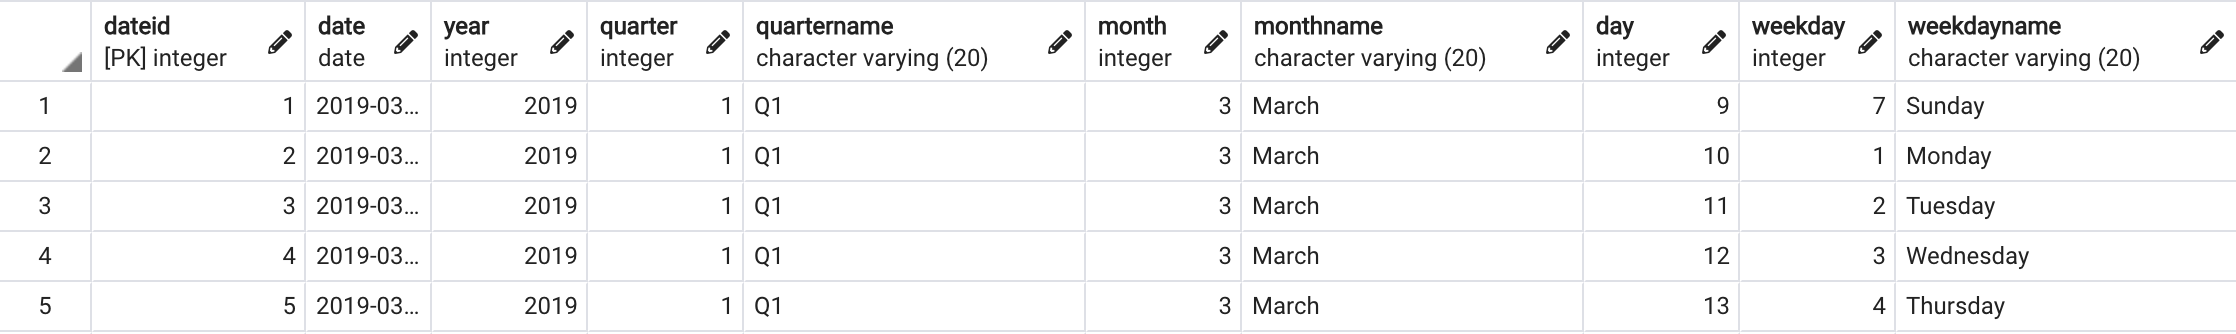 dateid date year quarter quartername month monthname day weekday weekdayname
[PK] integer date integer integer character varying (20) integer character varying (20) integer integer character varying (20)
1 1 2019-03... 2019 1 Q1 3 March 9 7 Sunday
2 2 2019-03... 2019 1 Q1 3 March 10 1 Monday
3 3 2019-03... 2019 1 Q1 3 March 11 2 Tuesday
4 4 2019-03... 2019 1 Q1 3 March 12 3 Wednesday
5 5 2019-03... 2019 1 Q1 3 March 13 4 Thursday